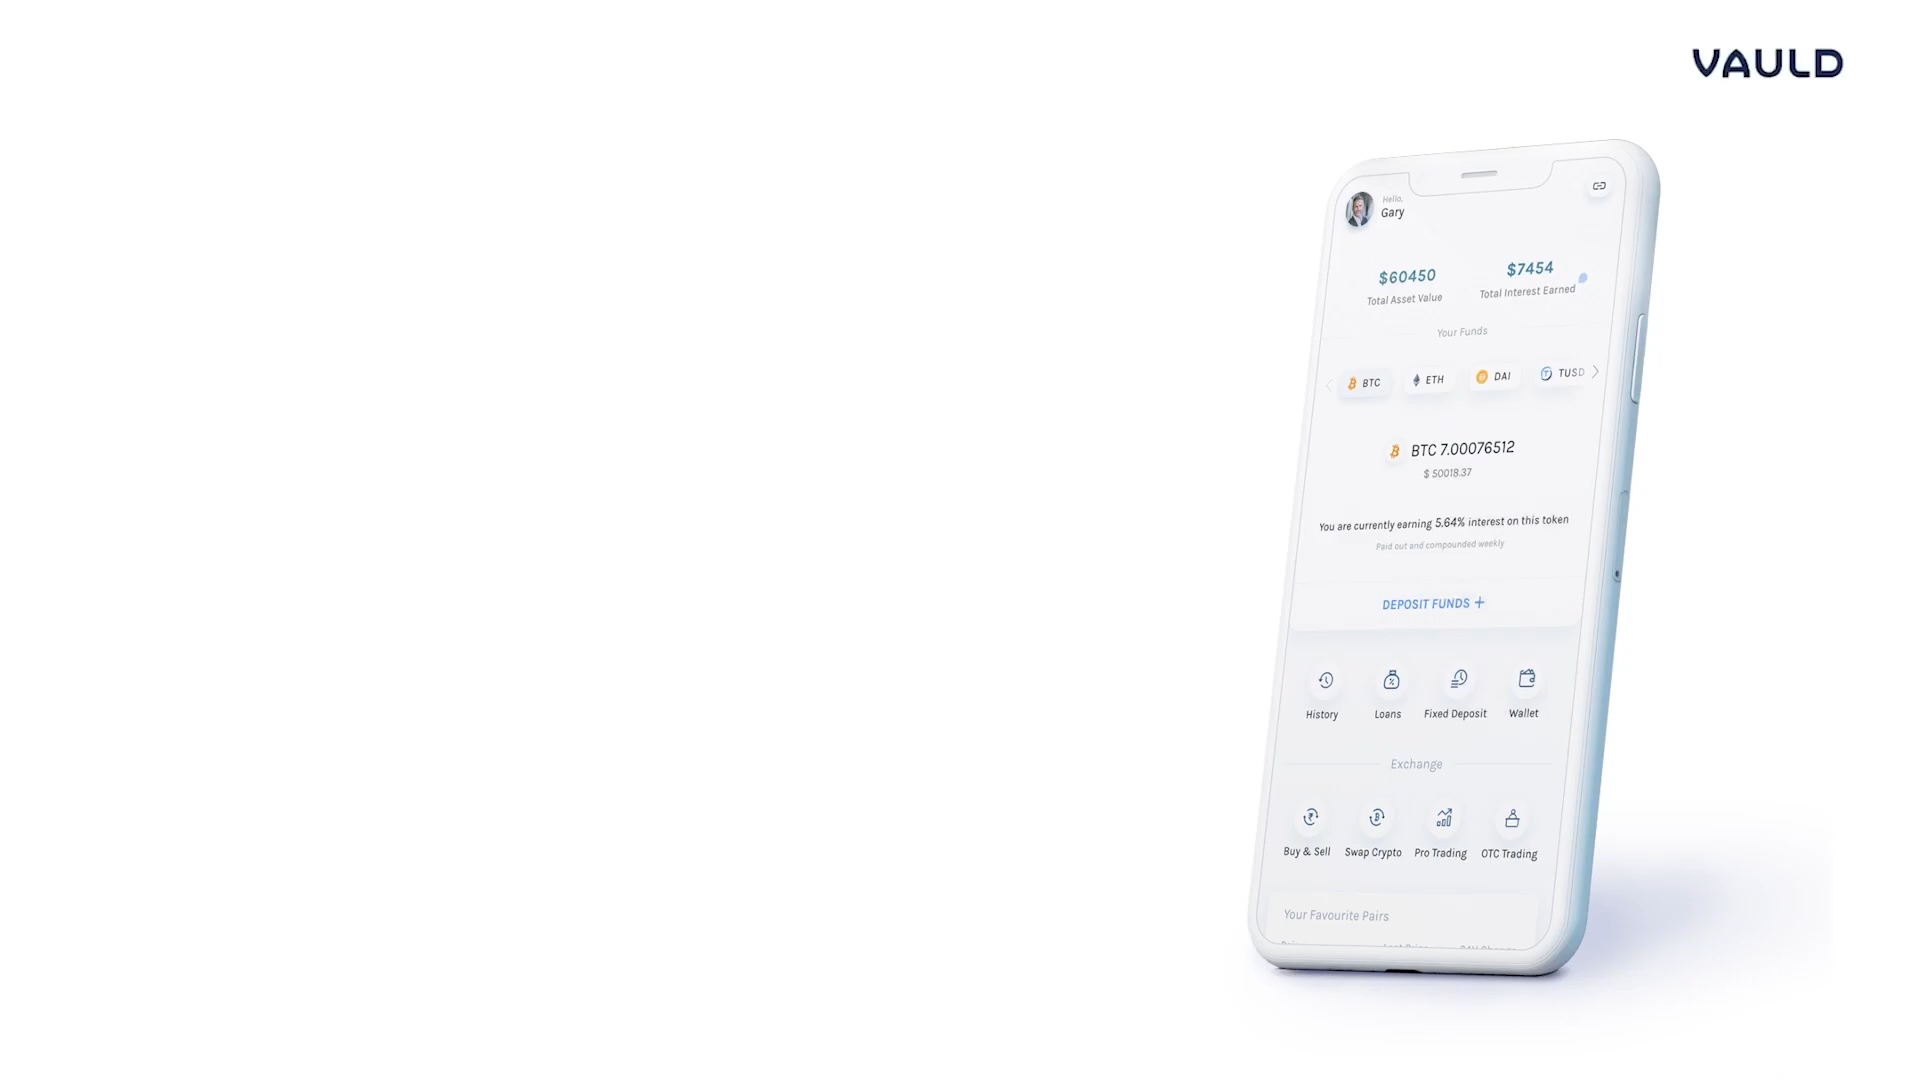 VAULD
Hello,
Gary
$60450
Total Asset Value
$7454
Total Interest Earned
Your Funds
BTC
ETH
DAI
TUSD
BTC 7.00076512
$ 50018.37
You are currently earning 5.64% interest on this token
Paid out and compounded weekly
DEPOSIT FUNDS +
History
Loans
Fixed Deposit
Wallet
Exchange
Buy & Sell
Swap Crypto
Pro Trading
OTC Trading
Your Favourite Pairs